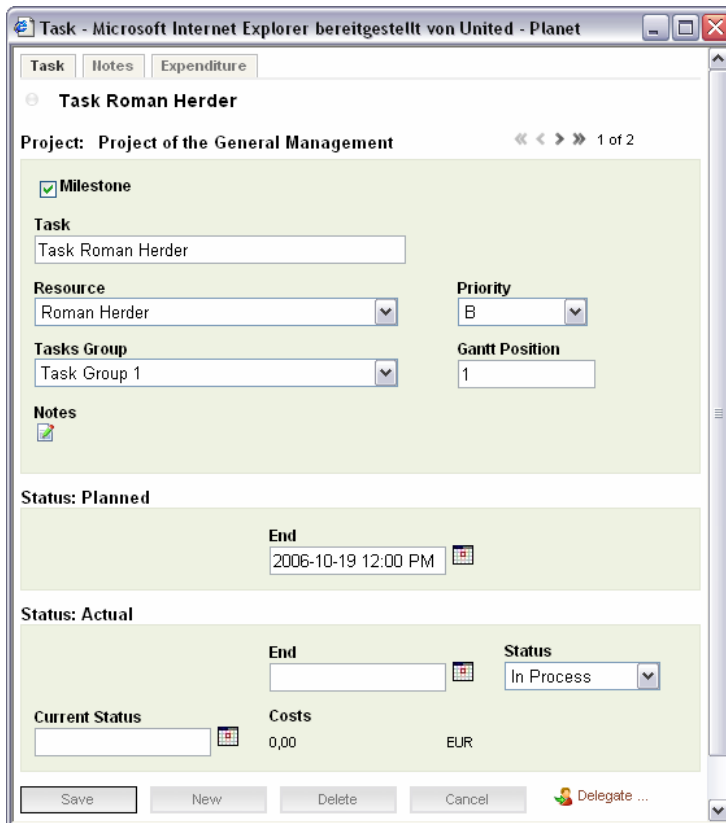 Task - Microsoft Internet Explorer bereitgestellt von United - Planet
Task Notes Expenditure
Task Roman Herder
Project: Project of the General Management 1 of 2
Milestone
Task
Task Roman Herder
Resource Priority
Roman Herder B
Tasks Group Gantt Position
Task Group 1 1
Notes
Status: Planned
End
2006-10-19 12:00 PM
Status: Actual
End Status
In Process
Current Status Costs
0,00 EUR
Save New Delete Cancel Delegate ...